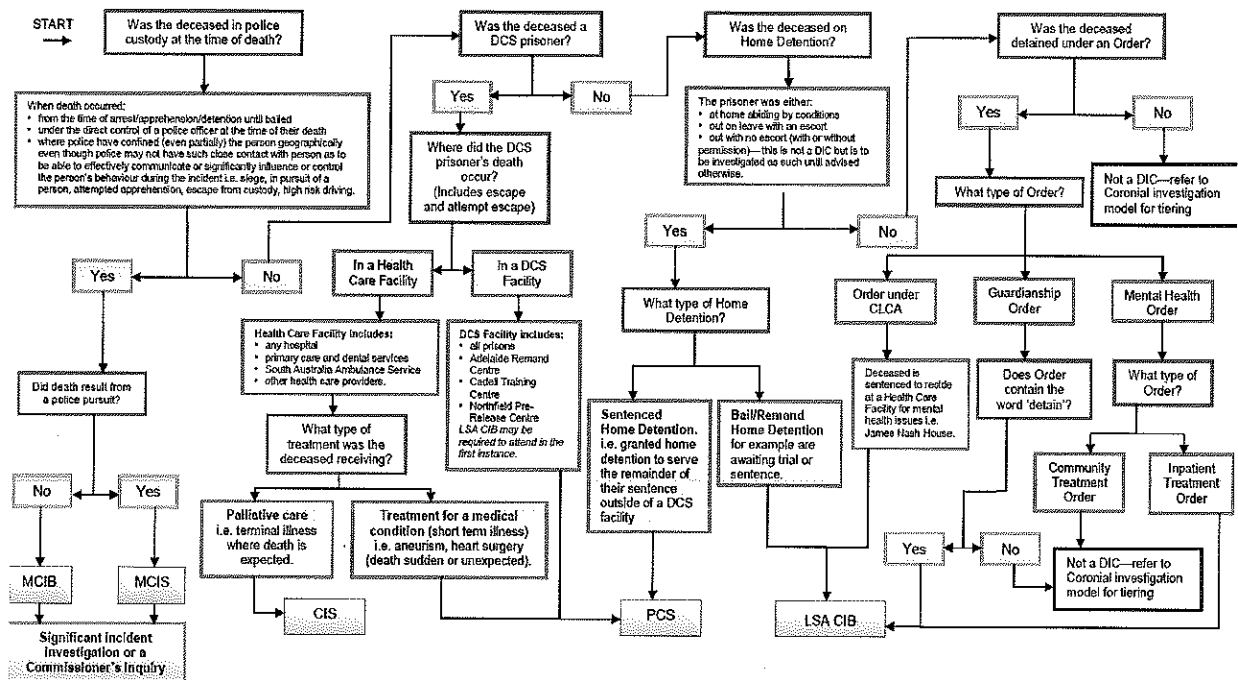 START
Was the deceased in police
custody at the time of death?
When death occurred:
• from the time of arrest/apprehension/detention until bailed
• under the direct control of a police officer at the time of their death
• where police have confined (even partially) the person geographically
even though police may not have such close contact with person as to
be able to effectively communicate or significantly influence or control
the person's behaviour during the incident i.e. siege, in pursuit of a
person, attempted apprehension, escape from custody, high risk driving.
Yes
No
Did death result from
a police pursuit?
No
Yes
MCIB
MCIS
Significant incident
investigation or a
Commissioner's Inquiry
Was the deceased a
DCS prisoner?
Yes
No
Where did the DCS
prisoner's death
occur?
(Includes escape
and attempt escape)
In a Health
Care Facility
In a DCS
Facility
Health Care Facility includes:
• any hospital
• primary care and dental services
• South Australia Ambulance Service
• other health care providers.
DCS Facility includes:
• all prisons
• Adelaide Remand
Centre
• Cadell Training
Centre
• Northfield Pre-
Release Centre
LSA CIB may be
required to attend in the
first instance.
What type of
treatment was the
deceased receiving?
Palliative care
i.e. terminal illness
where death is
expected.
Treatment for a medical
condition (short term illness)
i.e. aneurism, heart surgery
(death sudden or unexpected).
CIS
PCS
Was the deceased on
Home Detention?
The prisoner was either:
• at home abiding by conditions
• out on leave with an escort
• out with no escort (with or without
permission)—this is not a DIC but is to
be investigated as such until advised
otherwise.
Yes
No
What type of Home
Detention?
Sentenced
Home Detention.
i.e. granted home
detention to serve
the remainder of
their sentence
outside of a DCS
facility
Bail/Remand
Home Detention
for example are
awaiting trial or
sentence.
LSA CIB
Was the deceased
detained under an Order?
Yes
No
What type of Order?
Not a DIC—refer to
Coronial investigation
model for tiering
Order under
CLCA
Guardianship
Order
Mental Health
Order
Deceased is
sentenced to reside
at a Health Care
Facility for mental
health issues i.e.
James Nash House.
Does Order
contain the
word 'detain'?
What type of
Order?
Community
Treatment
Order
Inpatient
Treatment
Order
Yes
No
Not a DIC—refer to
Coronial investigation
model for tiering